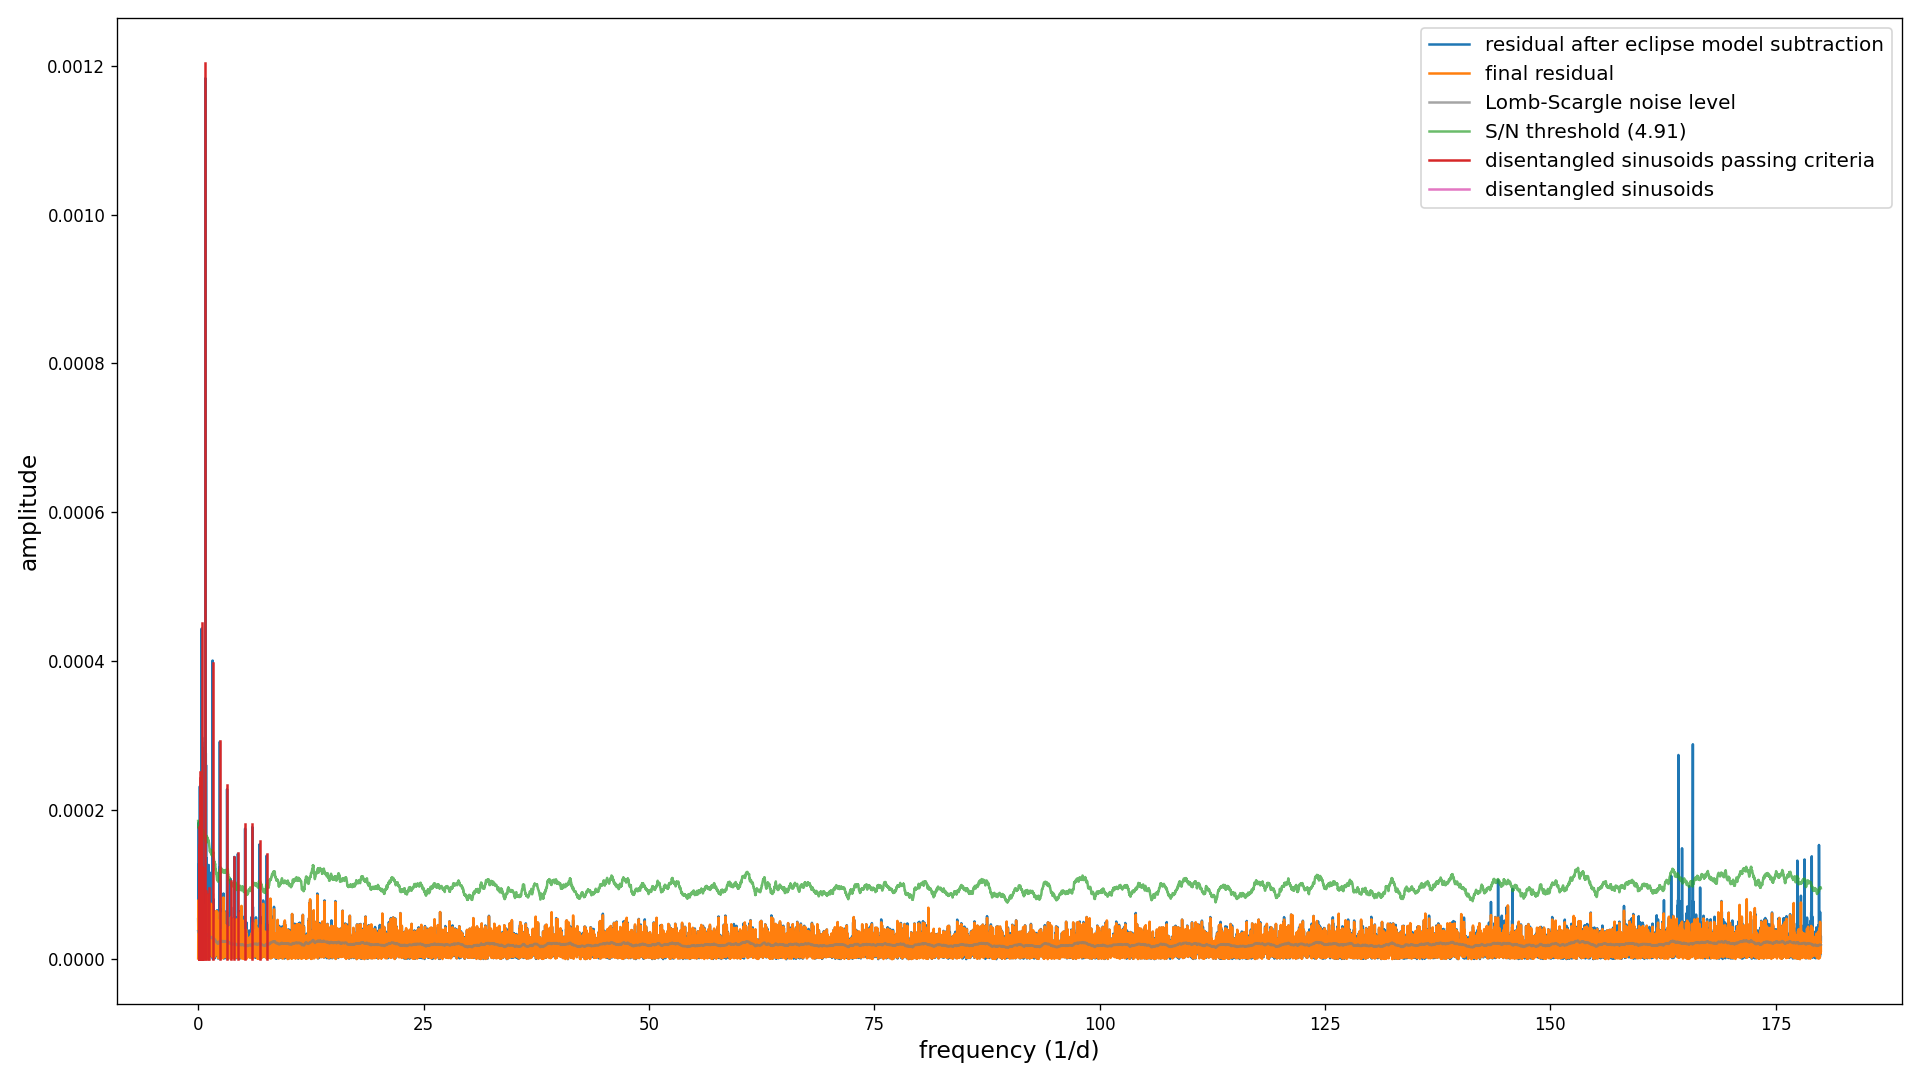 residual after eclipse model subtraction
final residual
Lomb-Scargle noise level
S/N threshold (4.91)
disentangled sinusoids passing criteria
disentangled sinusoids
0.0012
0.0010
0.0008
0.0006
0.0004
0.0002
0.0000
amplitude
0 25 50 75 100 125 150 175
frequency (1/d)